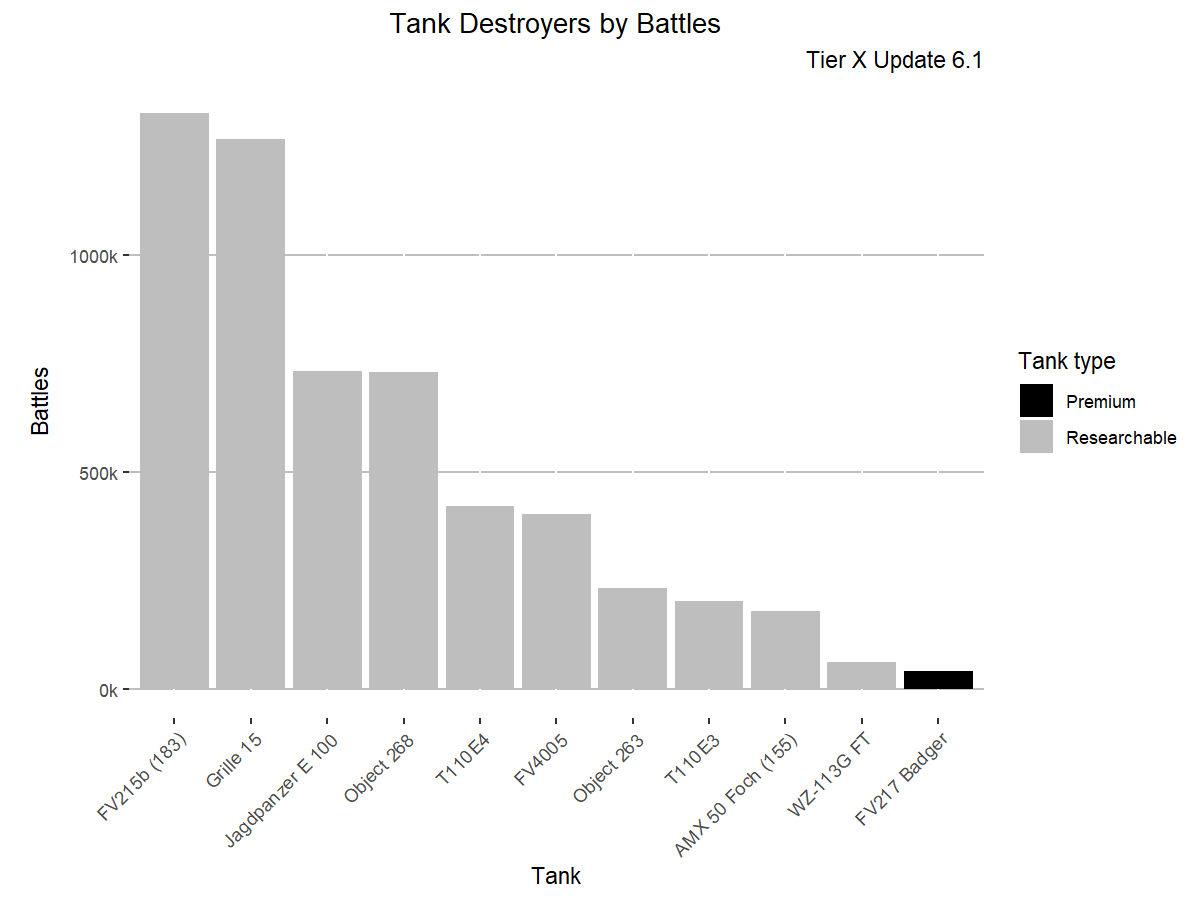 Tank Destroyers by Battles
Tier X Update 6.1
1000k
500k
0k
Battles
FV215b (183)
Grille 15
Jagdpanzer E 100
Object 268
T110E4
FV4005
Object 263
T110E3
AMX 50 Foch (155)
WZ-113G FT
FV217 Badger
Tank
Tank type
Premium
Researchable